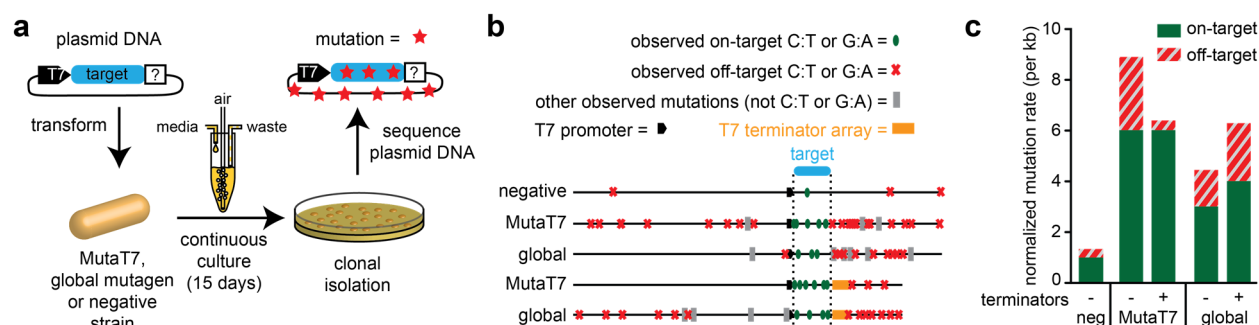 a
plasmid DNA
T7
target
?
transform
MutaT7,
global mutagen
or negative
strain
air
media
waste
continuous
culture
(15 days)
mutation =
T7
?
sequence
plasmid DNA
clonal
isolation
b
observed on-target C:T or G:A =
observed off-target C:T or G:A =
other observed mutations (not C:T or G:A) =
T7 promoter =
T7 terminator array =
target
negative
MutaT7
global
MutaT7
global
c
normalized mutation rate (per kb)
10
8
6
4
2
0
on-target
off-target
terminators - - + - +
neg MutaT7 global